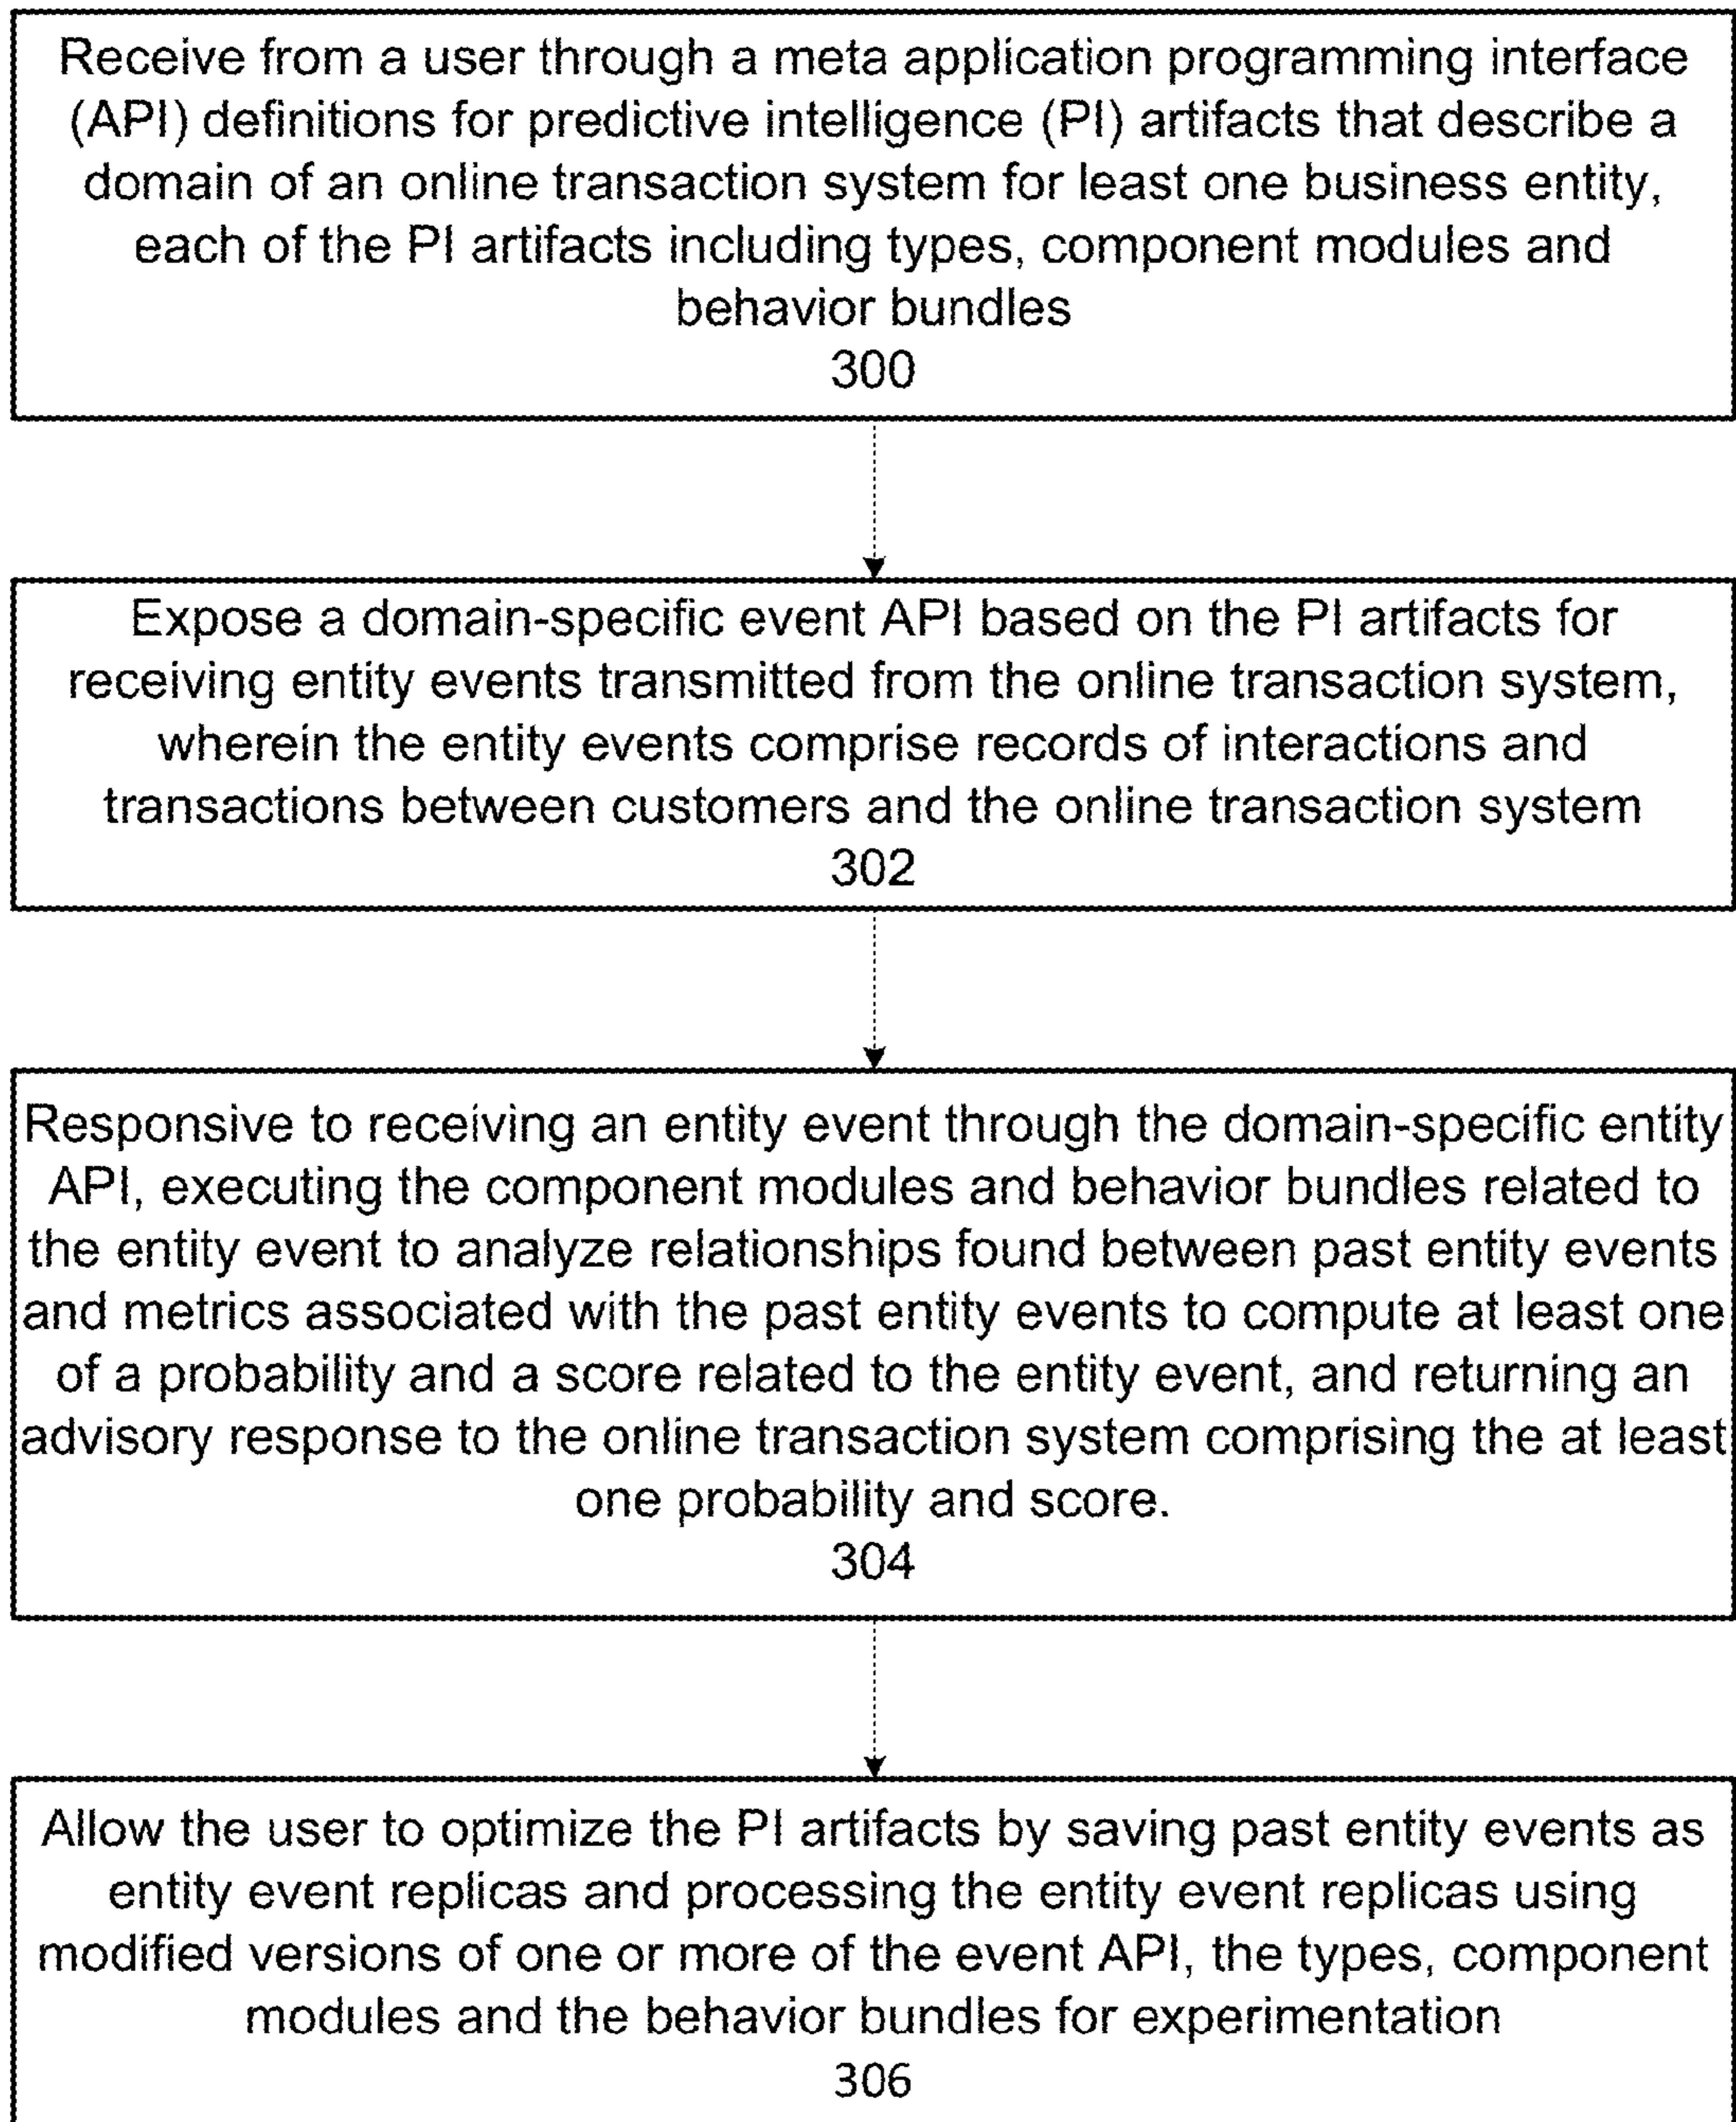 Receive from a user through a meta application programming interface
(API) definitions for predictive intelligence (PI) artifacts that describe a
domain of an online transaction system for least one business entity,
each of the PI artifacts including types, component modules and
behavior bundles
300
Expose a domain-specific event API based on the PI artifacts for
receiving entity events transmitted from the online transaction system,
wherein the entity events comprise records of interactions and
transactions between customers and the online transaction system
302
Responsive to receiving an entity event through the domain-specific entity
API, executing the component modules and behavior bundles related to
the entity event to analyze relationships found between past entity events
and metrics associated with the past entity events to compute at least one
of a probability and a score related to the entity event, and returning an
advisory response to the online transaction system comprising the at least
one probability and score.
304
Allow the user to optimize the PI artifacts by saving past entity events as
entity event replicas and processing the entity event replicas using
modified versions of one or more of the event API, the types, component
modules and the behavior bundles for experimentation
306